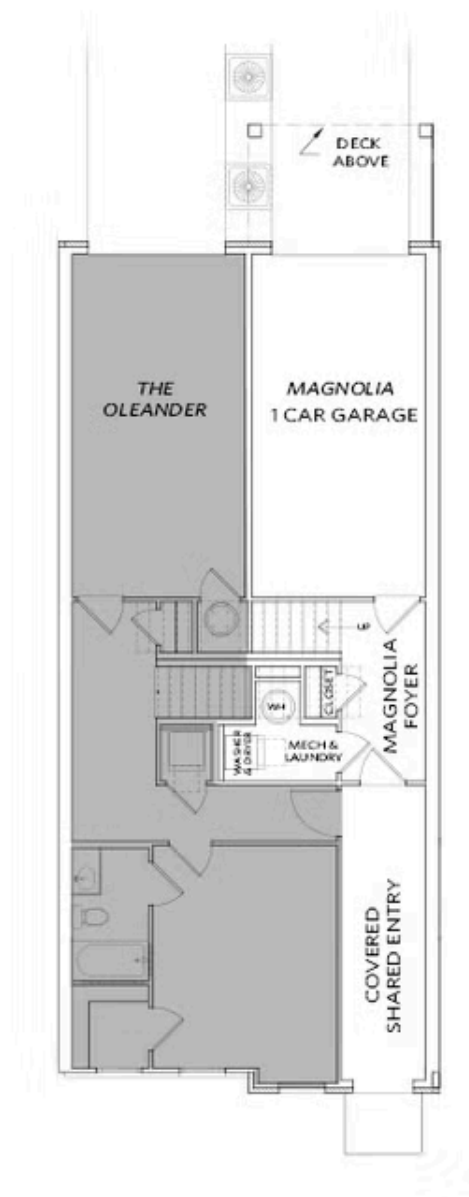 DECK
ABOVE
THE
OLEANDER
MAGNOLIA
1 CAR GARAGE
UP
MAGNOLIA
FOYER
CLOSET
WH
WASHER
& DRYER
MECH &
LAUNDRY
COVERED
SHARED ENTRY